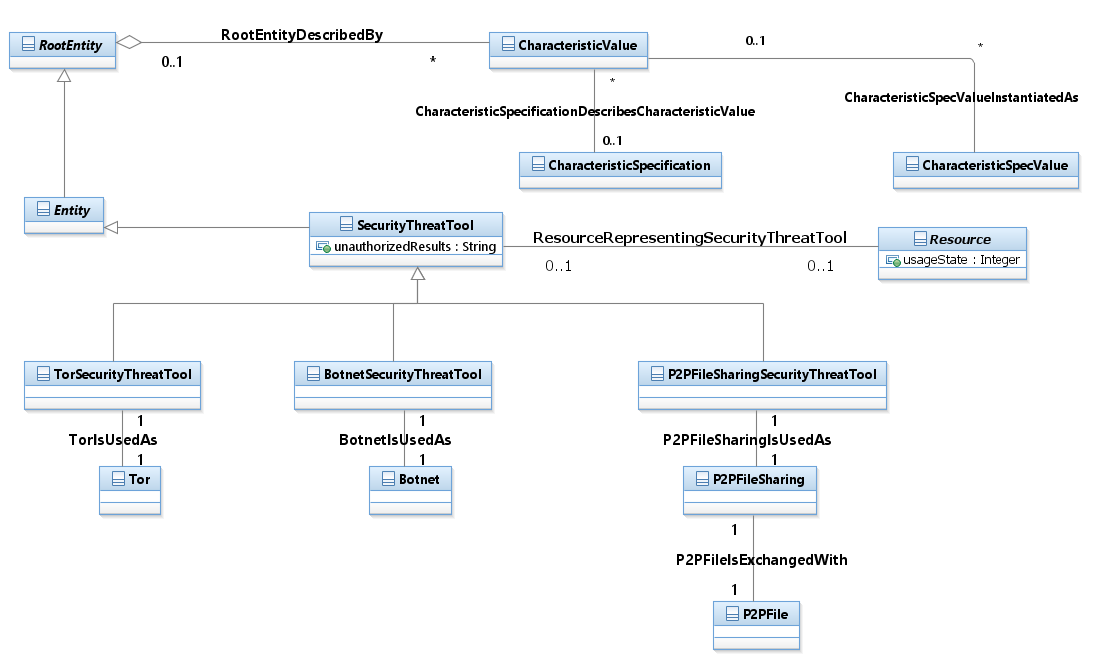 RootEntity
RootEntityDescribedBy
0..1
*
CharacteristicValue
0..1
*
*
CharacteristicSpecValueInstantiatedAs
CharacteristicSpecificationDescribesCharacteristicValue
0..1
CharacteristicSpecification
CharacteristicSpecValue
Entity
SecurityThreatTool
unauthorizedResults : String
ResourceRepresentingSecurityThreatTool
0..1
0..1
Resource
usageState : Integer
TorSecurityThreatTool
BotnetSecurityThreatTool
P2PFileSharingSecurityThreatTool
1
1
1
TorIsUsedAs
BotnetIsUsedAs
P2PFileSharingIsUsedAs
1
1
1
Tor
Botnet
P2PFileSharing
1
P2PFileIsExchangedWith
1
P2PFile